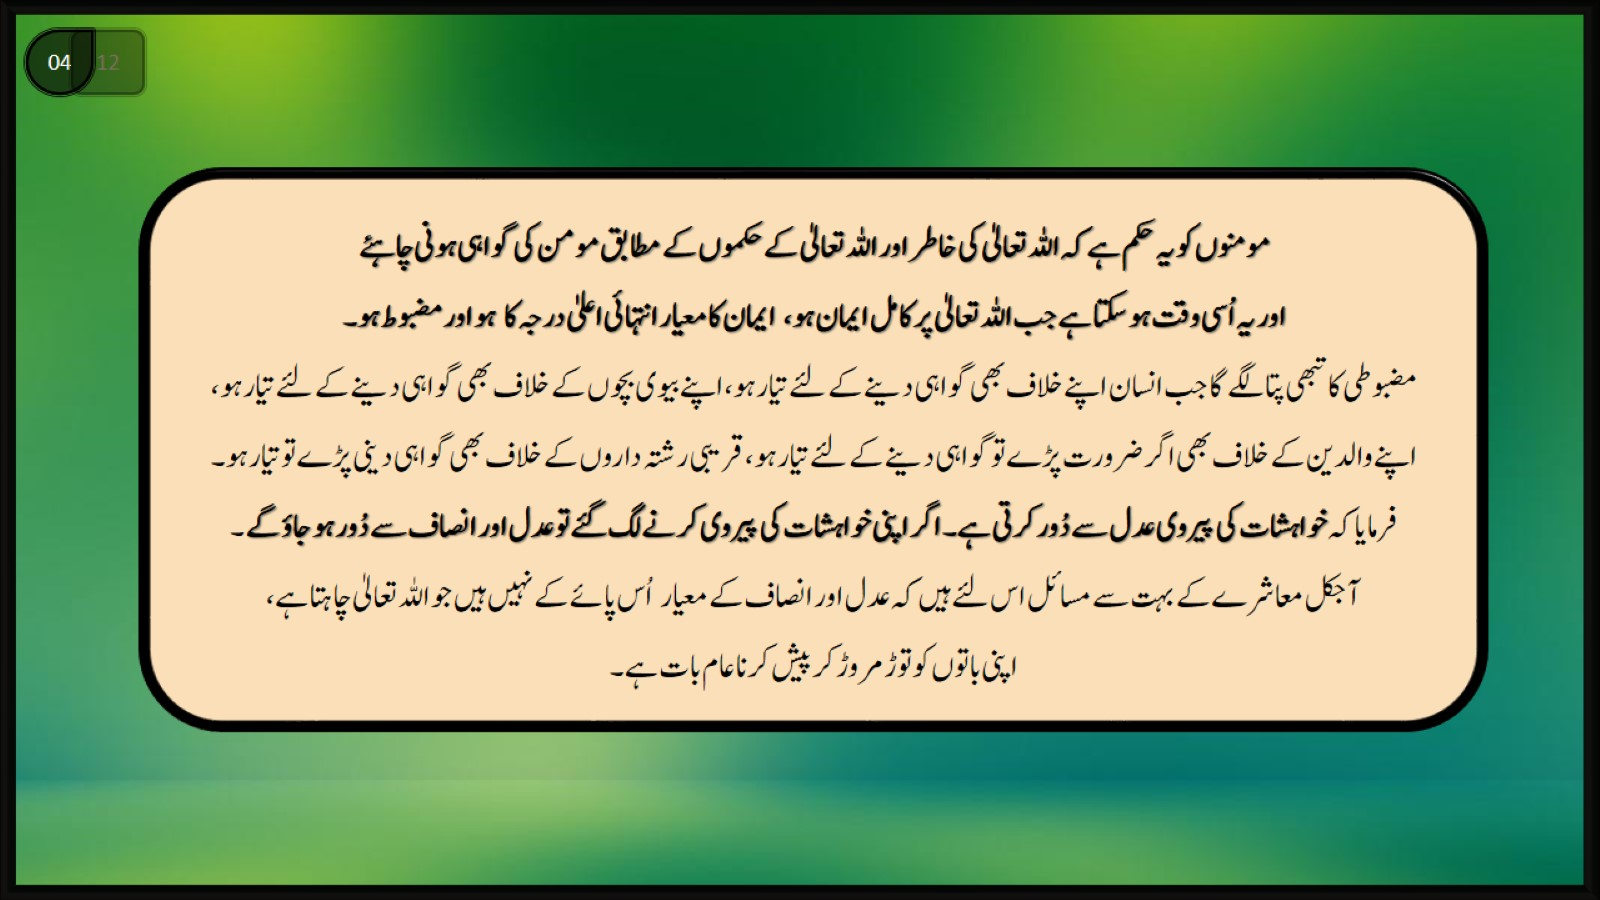 04 12
مومنوں کو یہ حکم ہے کہ اللہ تعالیٰ کی خاطر اور اللہ تعالیٰ کے حکموں کے مطابق مومن کی گواہی ہونی چاہئے
اور یہ اُسی وقت ہو سکتا ہے جب اللہ تعالیٰ پر کامل ایمان ہو، ایمان کا معیار انتہائی اعلیٰ درجہ کا ہو اور مضبوط ہو۔
مضبوطی کا تبھی پتا لگے گا جب انسان اپنے خلاف بھی گواہی دینے کے لئے تیّار ہو، اپنے بیوی بچوں کے خلاف بھی گواہی دینے کے لئے تیّار ہو،
اپنے والدین کے خلاف بھی اگر ضرورت پڑے تو گواہی دینے کے لئے تیّار ہو، قریبی رشتہ داروں کے خلاف بھی گواہی دینی پڑے تو تیّار ہو۔
فرمایا کہ خواہشات کی پیروی عدل سے دُور کرتی ہے۔ اگر اپنی خواہشات کی پیروی کرنے لگ گئے تو عدل اور انصاف سے دُور ہو جاؤ گے۔
آجکل معاشرے کے بہت سے مسائل اس لئے ہیں کہ عدل اور انصاف کے معیار اُس پائے کے نہیں ہیں جو اللہ تعالیٰ چاہتا ہے،
اپنی باتوں کو توڑ مروڑ کر پیش کرنا عام بات ہے۔